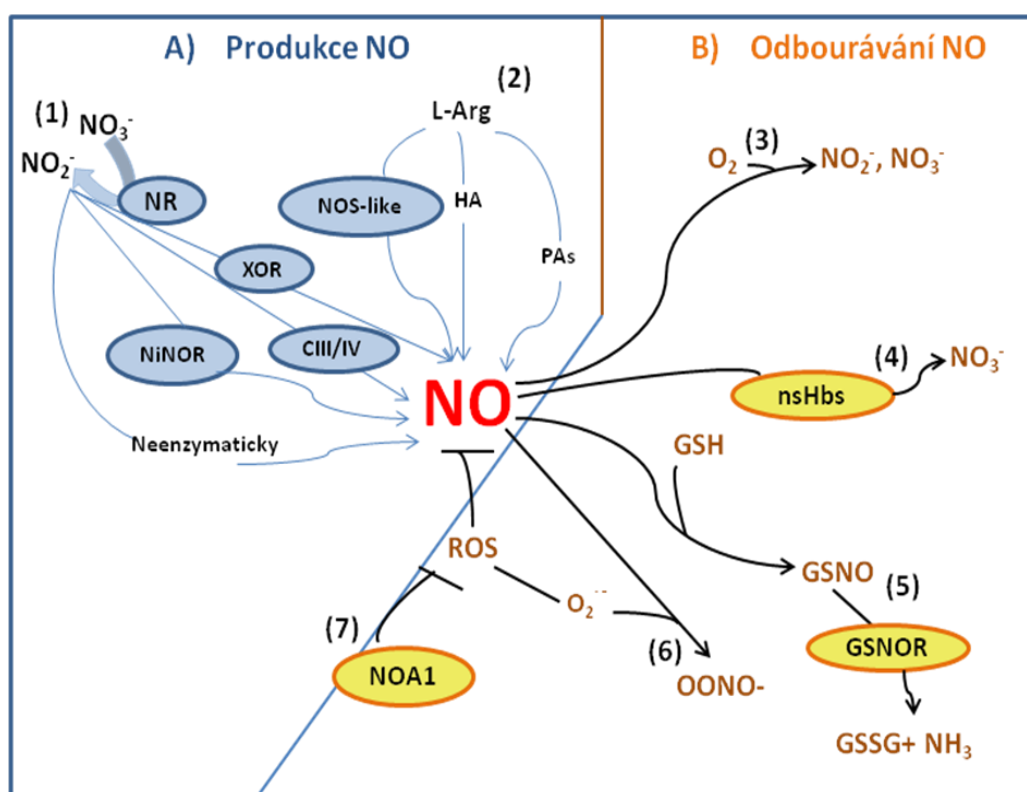 A) Produkce NO
B) Odbourávání NO
(1)
NO₃⁻
NO₂⁻
NR
(2)
L-Arg
NOS-like
HA
PAs
XOR
NiNOR
CIII/IV
Neenzymaticky
NO
O₂
(3)
NO₂⁻, NO₃⁻
(4)
nsHbs
NO₃⁻
GSH
GSNO
(5)
GSNOR
GSSG+ NH₃
ROS
O₂·⁻
(6)
OONO-
(7)
NOA1